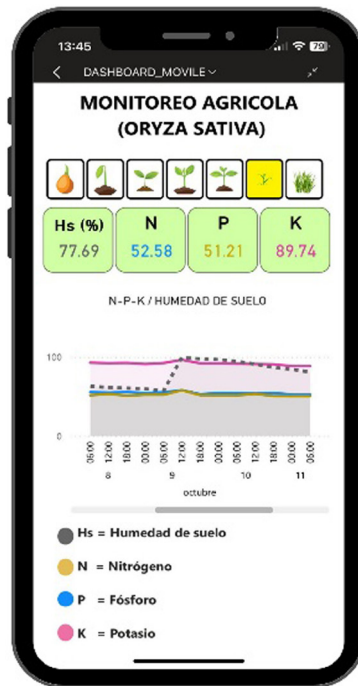 13:45
79
DASHBOARD_MOVILE
MONITOREO AGRICOLA
(ORYZA SATIVA)
Hs (%) N P K
77.69 52.58 51.21 89.74
N-P-K / HUMEDAD DE SUELO
100
0
06:00 12:00 18:00 00:00 06:00 12:00 18:00 00:00 06:00 12:00 18:00 00:00 06:00
8 9 10 11
octubre
Hs = Humedad de suelo
N = Nitrógeno
P = Fósforo
K = Potasio